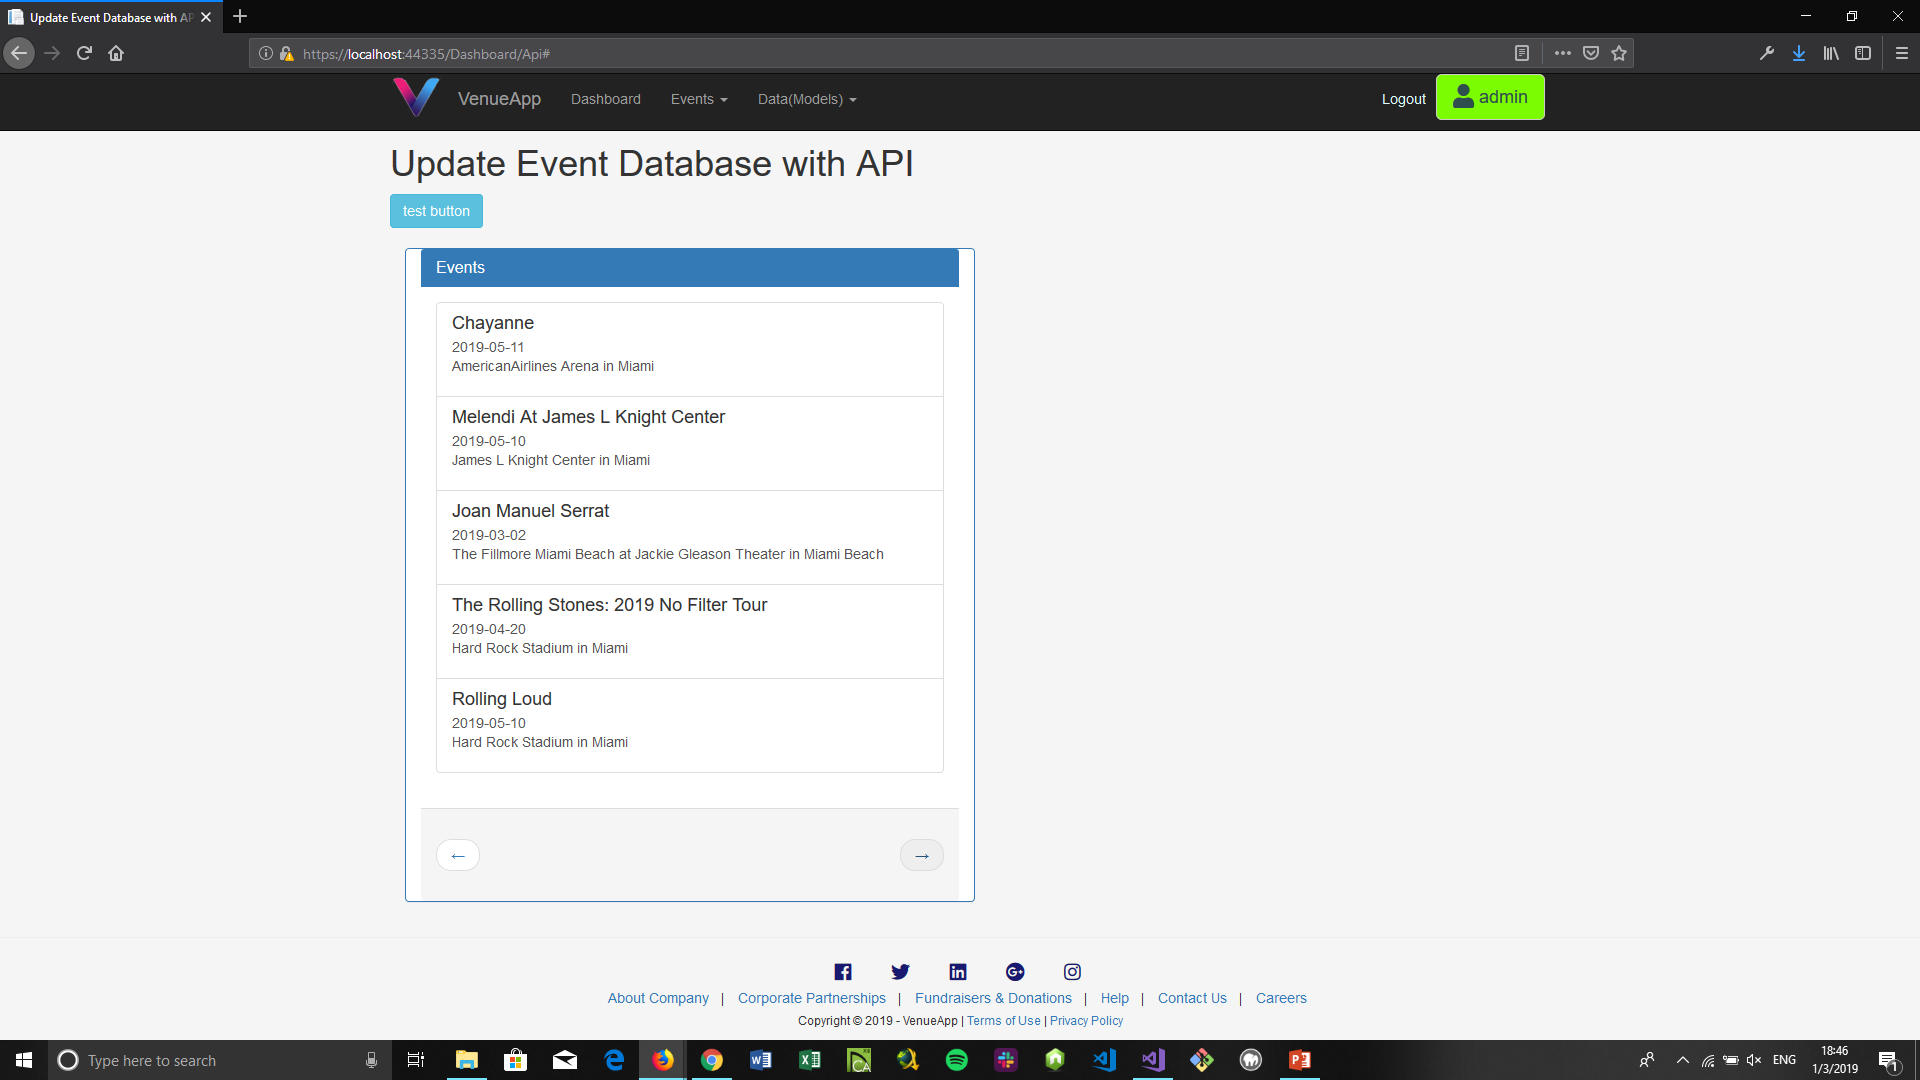 Update Event Database with AP
https://localhost:44335/Dashboard/Api#
VenueApp
Dashboard
Events
Data(Models)
Logout
admin
Update Event Database with API
test button
Events
Chayanne
2019-05-11
AmericanAirlines Arena in Miami
Melendi At James L Knight Center
2019-05-10
James L Knight Center in Miami
Joan Manuel Serrat
2019-03-02
The Fillmore Miami Beach at Jackie Gleason Theater in Miami Beach
The Rolling Stones: 2019 No Filter Tour
2019-04-20
Hard Rock Stadium in Miami
Rolling Loud
2019-05-10
Hard Rock Stadium in Miami
← →
About Company | Corporate Partnerships | Fundraisers & Donations | Help | Contact Us | Careers
Copyright © 2019 - VenueApp | Terms of Use | Privacy Policy
Type here to search
ENG
18:46
1/3/2019
1